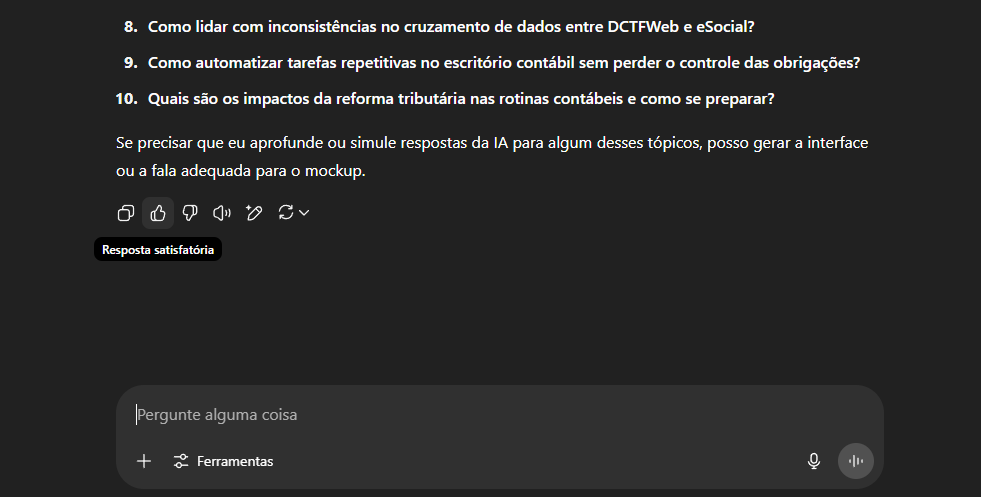 8. Como lidar com inconsistências no cruzamento de dados entre DCTFWeb e eSocial?
9. Como automatizar tarefas repetitivas no escritório contábil sem perder o controle das obrigações?
10. Quais são os impactos da reforma tributária nas rotinas contábeis e como se preparar?
Se precisar que eu aprofunde ou simule respostas da IA para algum desses tópicos, posso gerar a interface
ou a fala adequada para o mockup.
Resposta satisfatória
Pergunte alguma coisa
Ferramentas